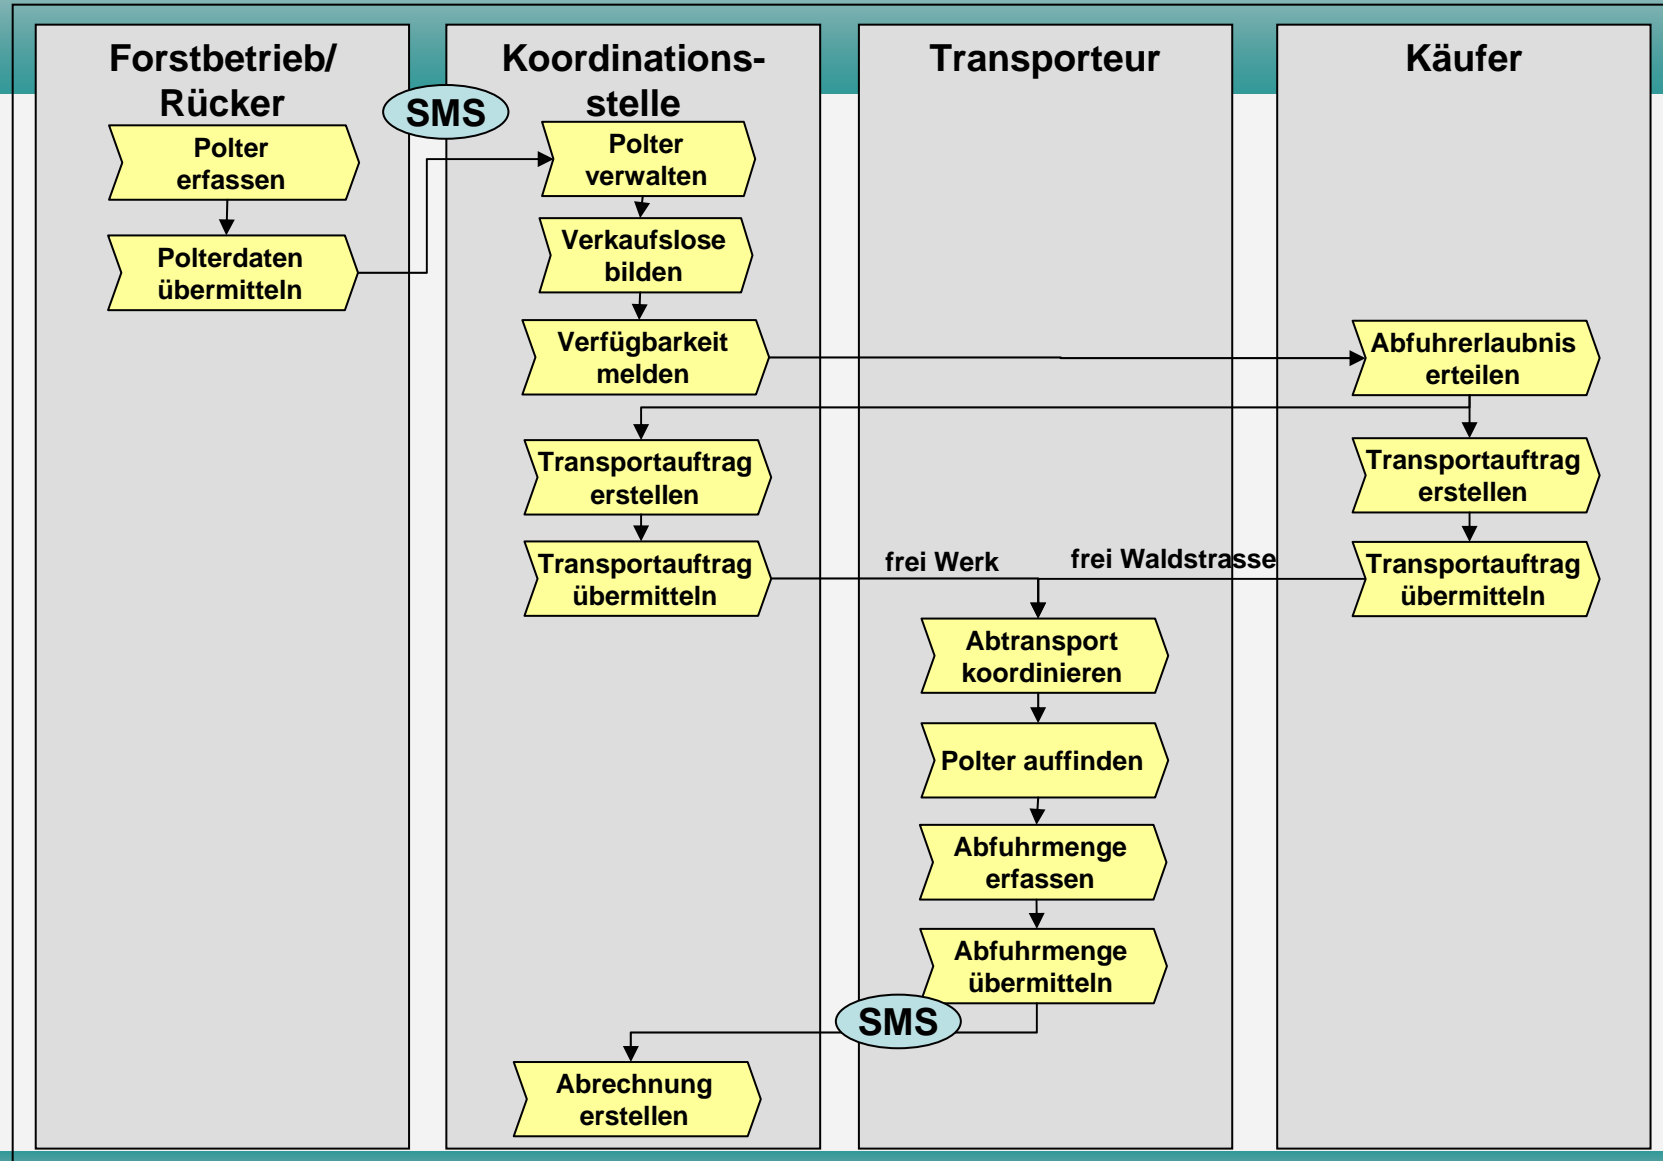 Forstbetrieb/
Rücker
Koordinations-
stelle
Transporteur
Käufer
SMS
Polter
erfassen
Polterdaten
übermitteln
Polter
verwalten
Verkaufslose
bilden
Verfügbarkeit
melden
Abfuhrerlaubnis
erteilen
Transportauftrag
erstellen
Transportauftrag
übermitteln
Transportauftrag
erstellen
Transportauftrag
übermitteln
frei Werk
frei Waldstrasse
Abtransport
koordinieren
Polter auffinden
Abfuhrmenge
erfassen
Abfuhrmenge
übermitteln
SMS
Abrechnung
erstellen